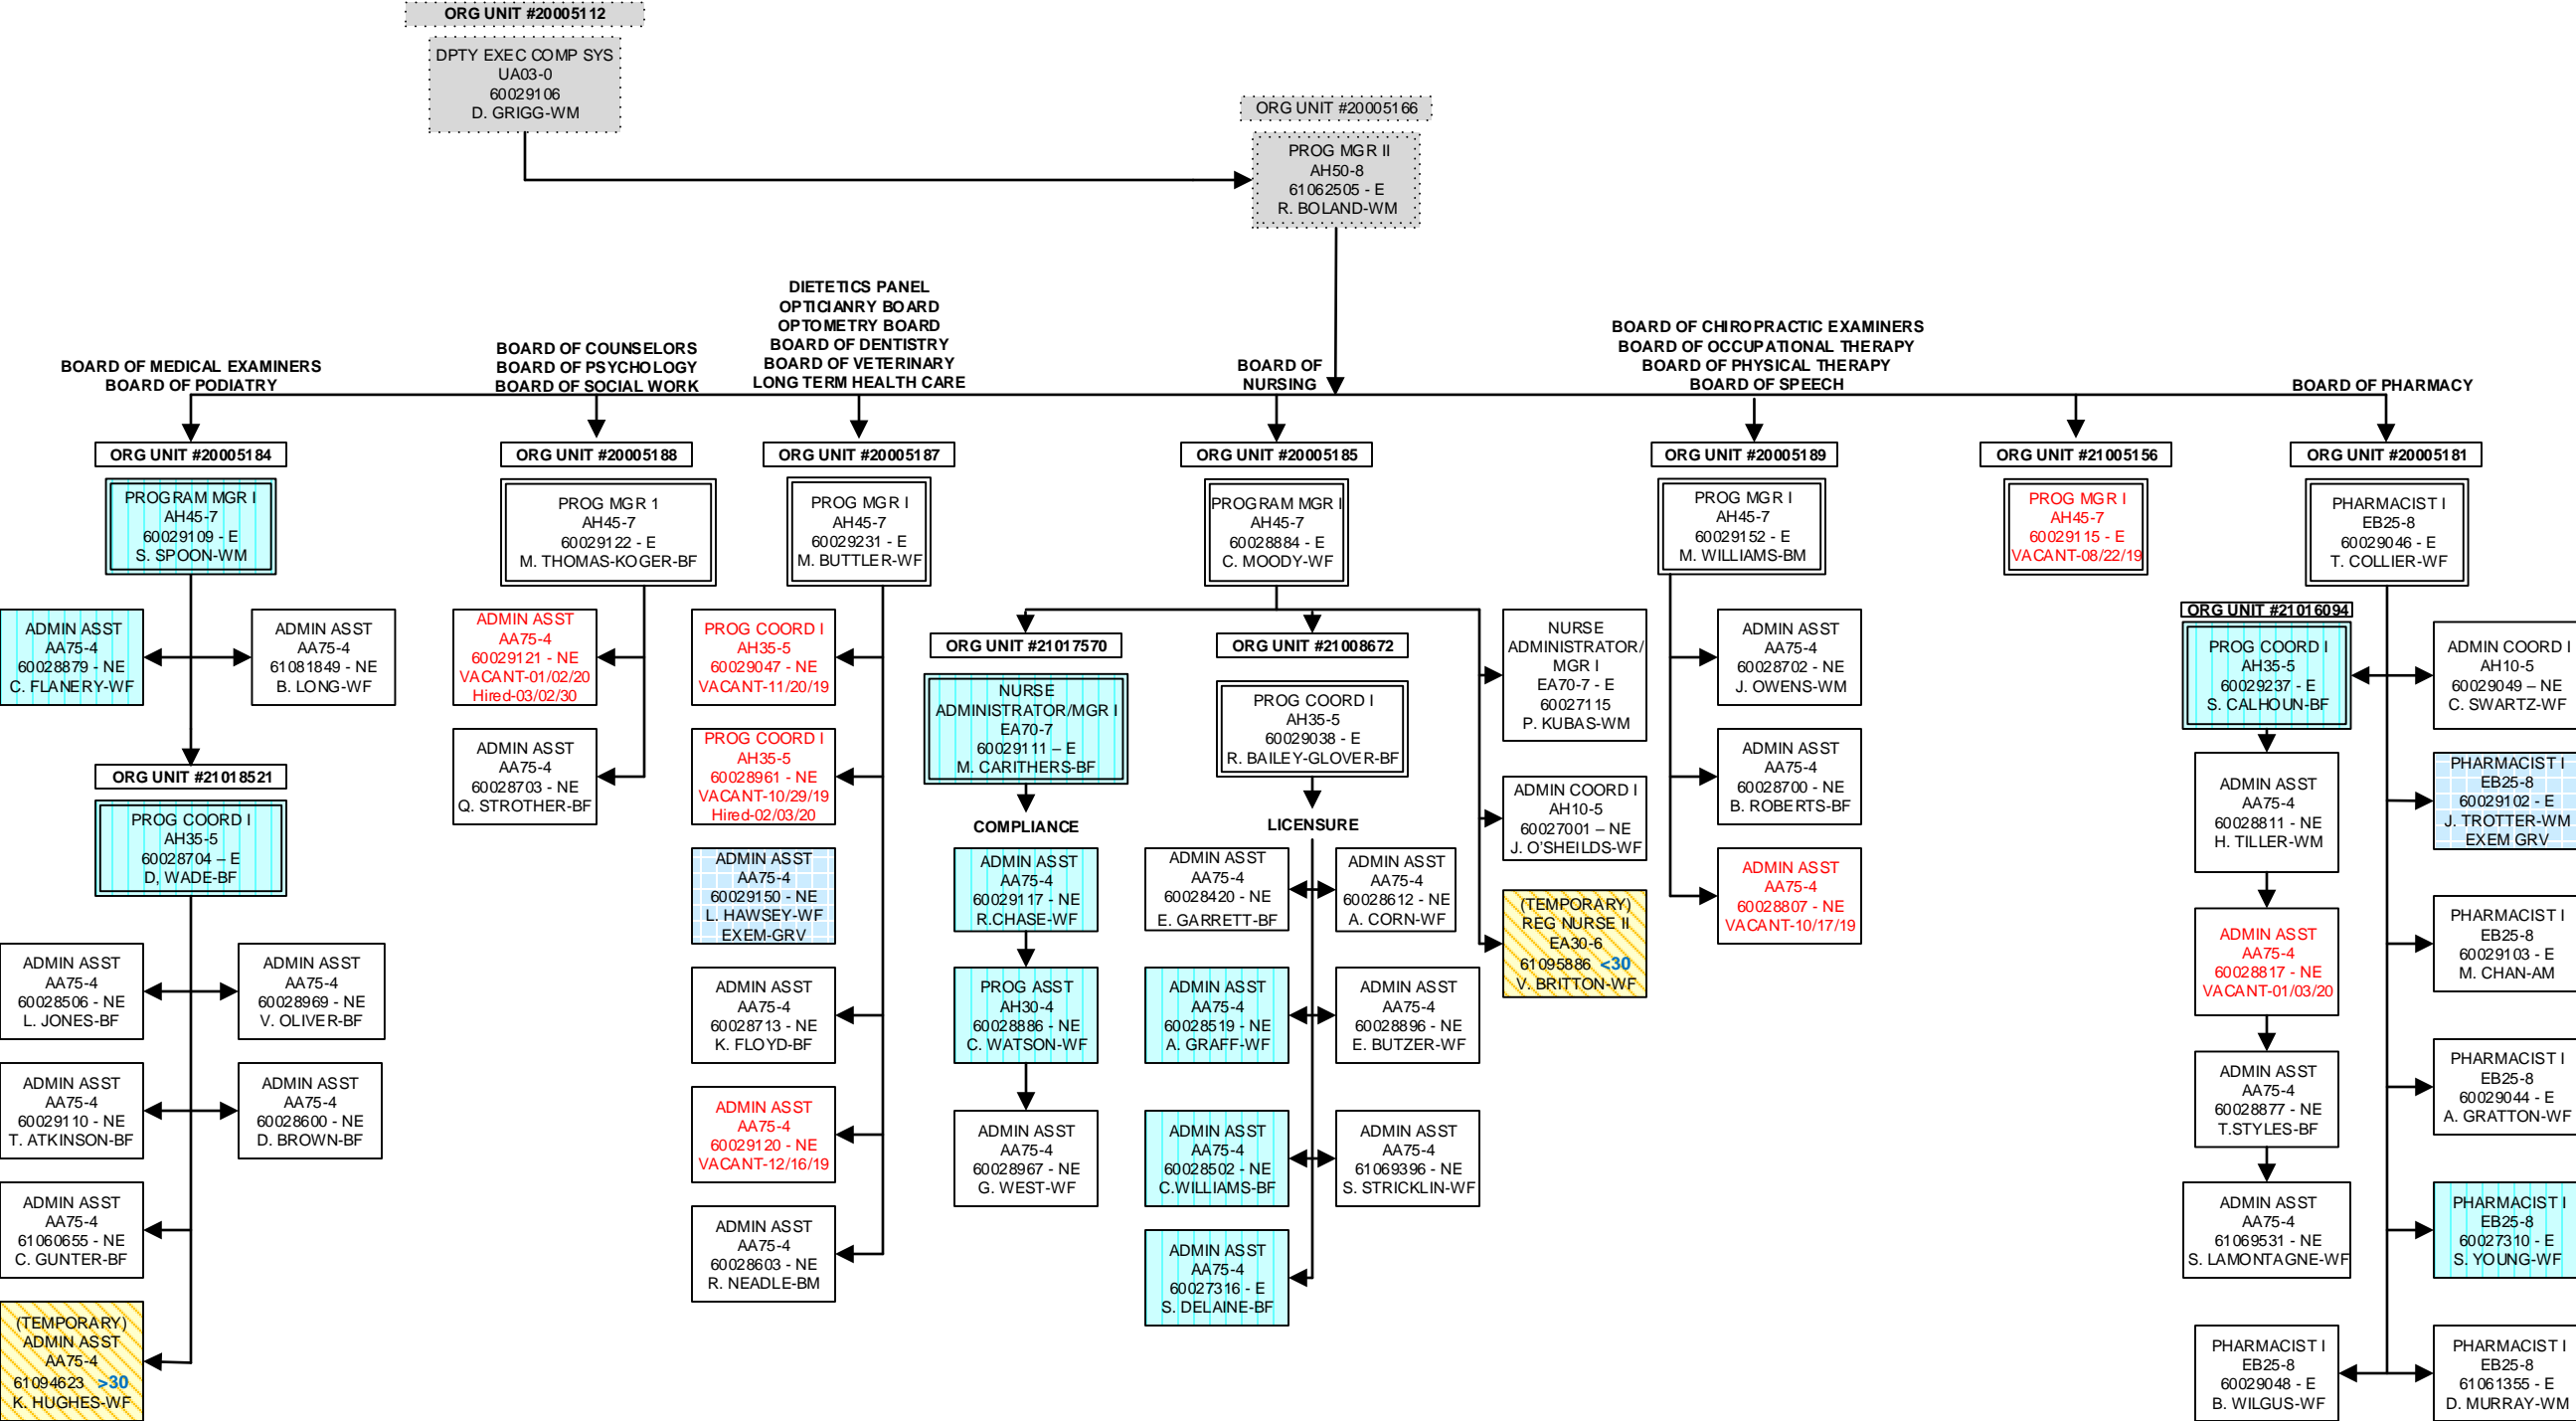 ORG UNIT #20005112
DPTY EXEC COMP SYS
UA03-0
60029106
D. GRIGG-WM
ORG UNIT #20005166
PROG MGR II
AH50-8
61062505 - E
R. BOLAND-WM
BOARD OF MEDICAL EXAMINERS
BOARD OF PODIATRY
ORG UNIT #20005184
PROGRAM MGR I
AH45-7
60029109 - E
S. SPOON-WM
ADMIN ASST
AA75-4
60028879 - NE
C. FLANERY-WF
ADMIN ASST
AA75-4
61081849 - NE
B. LONG-WF
ORG UNIT #21018521
PROG COORD I
AH35-5
60028704 – E
D, WADE-BF
ADMIN ASST
AA75-4
60028506 - NE
L. JONES-BF
ADMIN ASST
AA75-4
60028969 - NE
V. OLIVER-BF
ADMIN ASST
AA75-4
60029110 - NE
T. ATKINSON-BF
ADMIN ASST
AA75-4
60028600 - NE
D. BROWN-BF
ADMIN ASST
AA75-4
61060655 - NE
C. GUNTER-BF
(TEMPORARY)
ADMIN ASST
AA75-4
61094623 >30
K. HUGHES-WF
BOARD OF COUNSELORS
BOARD OF PSYCHOLOGY
BOARD OF SOCIAL WORK
ORG UNIT #20005188
PROG MGR 1
AH45-7
60029122 - E
M. THOMAS-KOGER-BF
ADMIN ASST
AA75-4
60029121 - NE
VACANT-01/02/20
Hired-03/02/30
ADMIN ASST
AA75-4
60028703 - NE
Q. STROTHER-BF
DIETETICS PANEL
OPTICIANRY BOARD
OPTOMETRY BOARD
BOARD OF DENTISTRY
BOARD OF VETERINARY
LONG TERM HEALTH CARE
ORG UNIT #20005187
PROG MGR I
AH45-7
60029231 - E
M. BUTTLER-WF
PROG COORD I
AH35-5
60029047 - NE
VACANT-11/20/19
PROG COORD I
AH35-5
60028961 - NE
VACANT-10/29/19
Hired-02/03/20
ADMIN ASST
AA75-4
60029150 - NE
L. HAWSEY-WF
EXEM-GRV
ADMIN ASST
AA75-4
60028713 - NE
K. FLOYD-BF
ADMIN ASST
AA75-4
60029120 - NE
VACANT-12/16/19
ADMIN ASST
AA75-4
60028603 - NE
R. NEADLE-BM
BOARD OF
NURSING
ORG UNIT #20005185
PROGRAM MGR I
AH45-7
60028884 - E
C. MOODY-WF
ORG UNIT #21017570
NURSE
ADMINISTRATOR/MGR I
EA70-7
60029111 – E
M. CARITHERS-BF
COMPLIANCE
ADMIN ASST
AA75-4
60029117 - NE
R.CHASE-WF
PROG ASST
AH30-4
60028886 - NE
C. WATSON-WF
ADMIN ASST
AA75-4
60028967 - NE
G. WEST-WF
ORG UNIT #21008672
PROG COORD I
AH35-5
60029038 - E
R. BAILEY-GLOVER-BF
LICENSURE
ADMIN ASST
AA75-4
60028420 - NE
E. GARRETT-BF
ADMIN ASST
AA75-4
60028612 - NE
A. CORN-WF
ADMIN ASST
AA75-4
60028519 - NE
A. GRAFF-WF
ADMIN ASST
AA75-4
60028896 - NE
E. BUTZER-WF
ADMIN ASST
AA75-4
60028502 - NE
C.WILLIAMS-BF
ADMIN ASST
AA75-4
61069396 - NE
S. STRICKLIN-WF
ADMIN ASST
AA75-4
60027316 - E
S. DELAINE-BF
NURSE
ADMINISTRATOR/
MGR I
EA70-7 - E
60027115
P. KUBAS-WM
ADMIN COORD I
AH10-5
60027001 – NE
J. O'SHEILDS-WF
(TEMPORARY)
REG NURSE II
EA30-6
61095886 <30
V. BRITTON-WF
BOARD OF CHIROPRACTIC EXAMINERS
BOARD OF OCCUPATIONAL THERAPY
BOARD OF PHYSICAL THERAPY
BOARD OF SPEECH
ORG UNIT #20005189
PROG MGR I
AH45-7
60029152 - E
M. WILLIAMS-BM
ADMIN ASST
AA75-4
60028702 - NE
J. OWENS-WM
ADMIN ASST
AA75-4
60028700 - NE
B. ROBERTS-BF
ADMIN ASST
AA75-4
60028807 - NE
VACANT-10/17/19
ORG UNIT #21005156
PROG MGR I
AH45-7
60029115 - E
VACANT-08/22/19
BOARD OF PHARMACY
ORG UNIT #20005181
PHARMACIST I
EB25-8
60029046 - E
T. COLLIER-WF
ORG UNIT #21016094
PROG COORD I
AH35-5
60029237 - E
S. CALHOUN-BF
ADMIN COORD I
AH10-5
60029049 – NE
C. SWARTZ-WF
ADMIN ASST
AA75-4
60028811 - NE
H. TILLER-WM
PHARMACIST I
EB25-8
60029102 - E
J. TROTTER-WM
EXEM GRV
ADMIN ASST
AA75-4
60028817 - NE
VACANT-01/03/20
PHARMACIST I
EB25-8
60029103 - E
M. CHAN-AM
ADMIN ASST
AA75-4
60028877 - NE
T.STYLES-BF
PHARMACIST I
EB25-8
60029044 - E
A. GRATTON-WF
ADMIN ASST
AA75-4
61069531 - NE
S. LAMONTAGNE-WF
PHARMACIST I
EB25-8
60027310 - E
S. YOUNG-WF
PHARMACIST I
EB25-8
60029048 - E
B. WILGUS-WF
PHARMACIST I
EB25-8
61061355 - E
D. MURRAY-WM